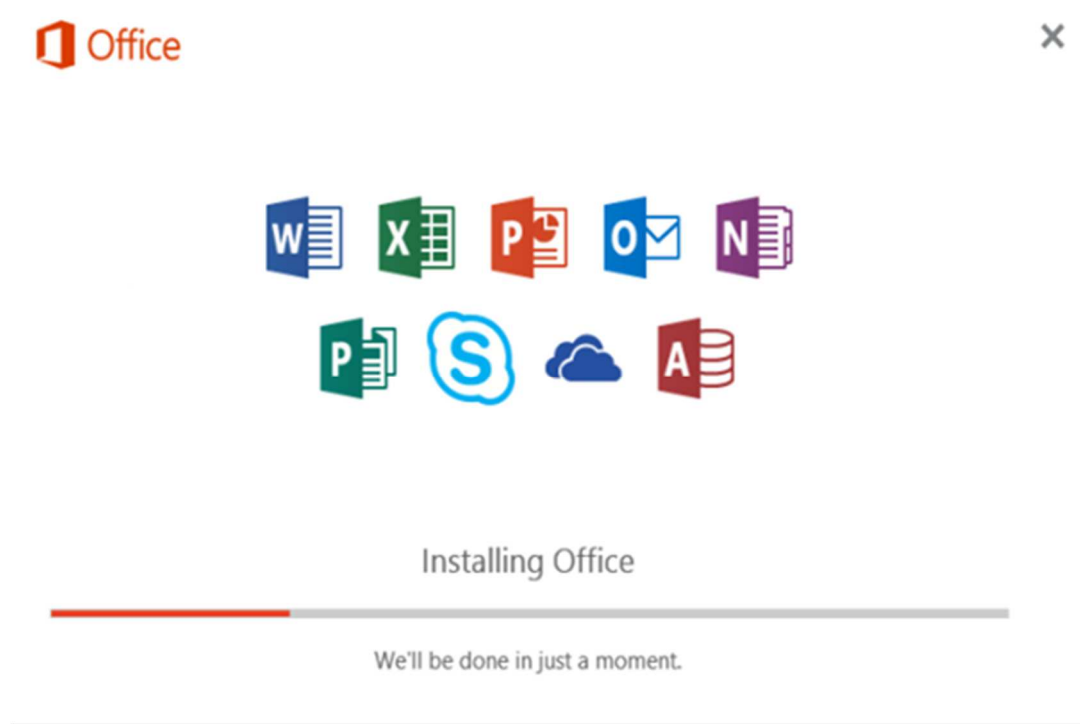 Office
W X P O N
P S A
Installing Office
We'll be done in just a moment.